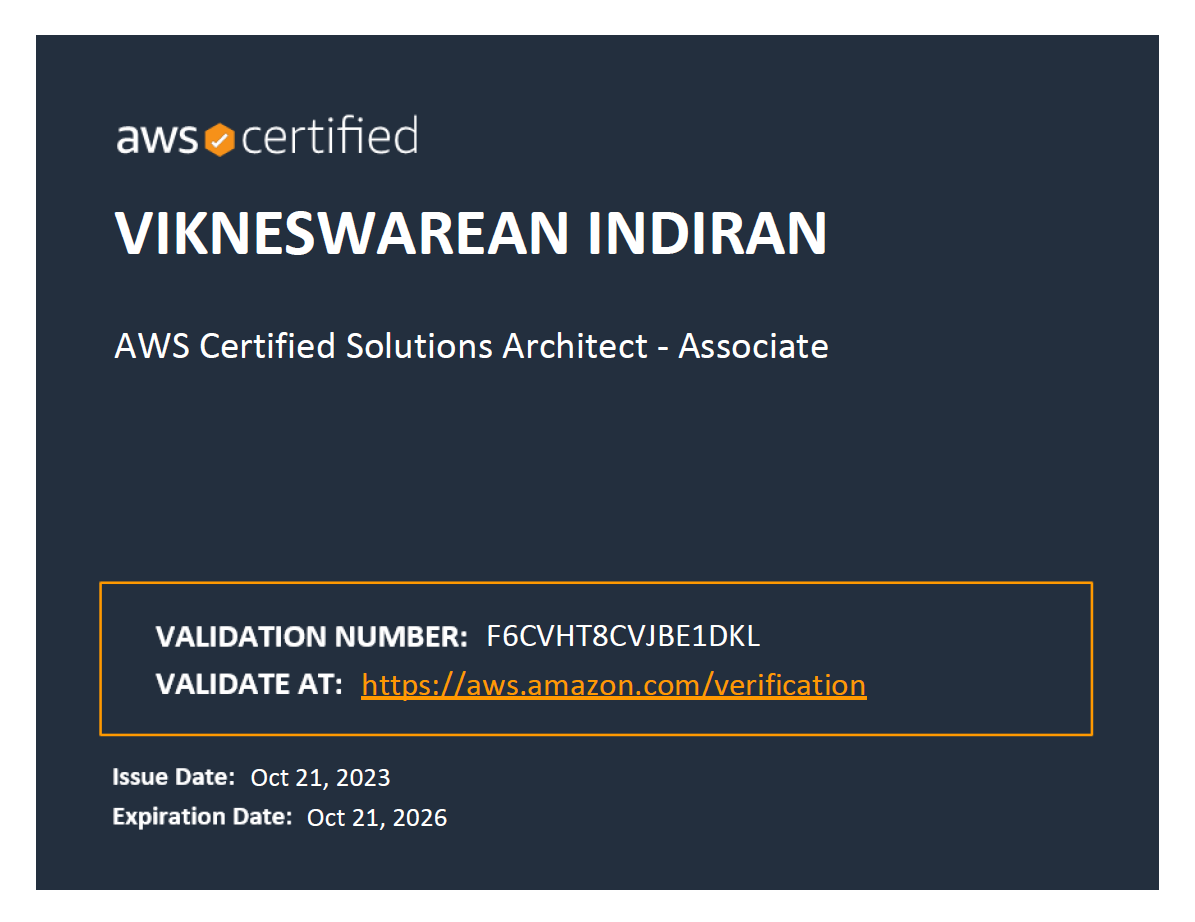 aws certified
VIKNESWAREAN INDIRAN
AWS Certified Solutions Architect - Associate
VALIDATION NUMBER: F6CVHT8CVJBE1DKL
VALIDATE AT: https://aws.amazon.com/verification
Issue Date: Oct 21, 2023
Expiration Date: Oct 21, 2026